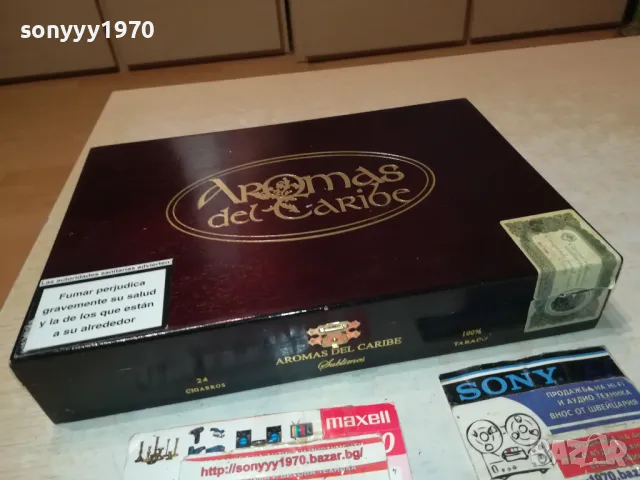 sonyyy1970
AROMAS
del CARIBE
Las autoridades sanitarias advierten
Fumar perjudica
gravemente su salud
y la de los que están
a su alrededor
24
CIGARROS
AROMAS DEL CARIBE
Sublimes
100%
TABACO
maxell
http://sonyyy1970.bazar.bg/
SONY
ПРОДАЖБА НА HI-FI
И АУДИО ТЕХНИКА
ВНОС ОТ ШВЕЙЦАРИЯ
BAZAR